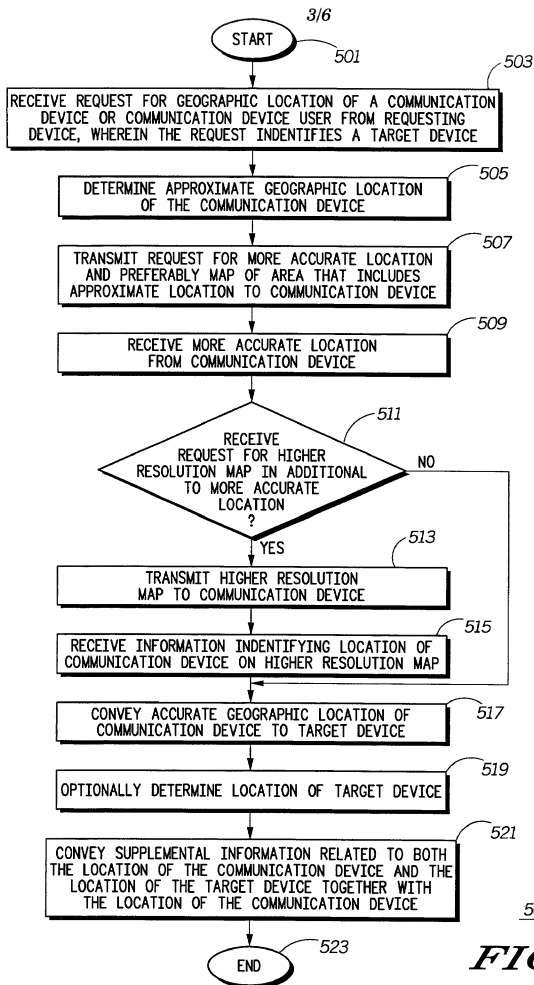 3/6
START
501
503
RECEIVE REQUEST FOR GEOGRAPHIC LOCATION OF A COMMUNICATION
DEVICE OR COMMUNICATION DEVICE USER FROM REQUESTING
DEVICE, WHEREIN THE REQUEST INDENTIFIES A TARGET DEVICE
505
DETERMINE APPROXIMATE GEOGRAPHIC LOCATION
OF THE COMMUNICATION DEVICE
507
TRANSMIT REQUEST FOR MORE ACCURATE LOCATION
AND PREFERABLY MAP OF AREA THAT INCLUDES
APPROXIMATE LOCATION TO COMMUNICATION DEVICE
509
RECEIVE MORE ACCURATE LOCATION
FROM COMMUNICATION DEVICE
511
RECEIVE
REQUEST FOR HIGHER
RESOLUTION MAP IN ADDITIONAL
TO MORE ACCURATE
LOCATION
?
NO
YES
513
TRANSMIT HIGHER RESOLUTION
MAP TO COMMUNICATION DEVICE
515
RECEIVE INFORMATION INDENTIFYING LOCATION OF
COMMUNICATION DEVICE ON HIGHER RESOLUTION MAP
517
CONVEY ACCURATE GEOGRAPHIC LOCATION OF
COMMUNICATION DEVICE TO TARGET DEVICE
519
OPTIONALLY DETERMINE LOCATION OF TARGET DEVICE
521
CONVEY SUPPLEMENTAL INFORMATION RELATED TO BOTH
THE LOCATION OF THE COMMUNICATION DEVICE AND THE
LOCATION OF THE TARGET DEVICE TOGETHER WITH
THE LOCATION OF THE COMMUNICATION DEVICE
5
END
523